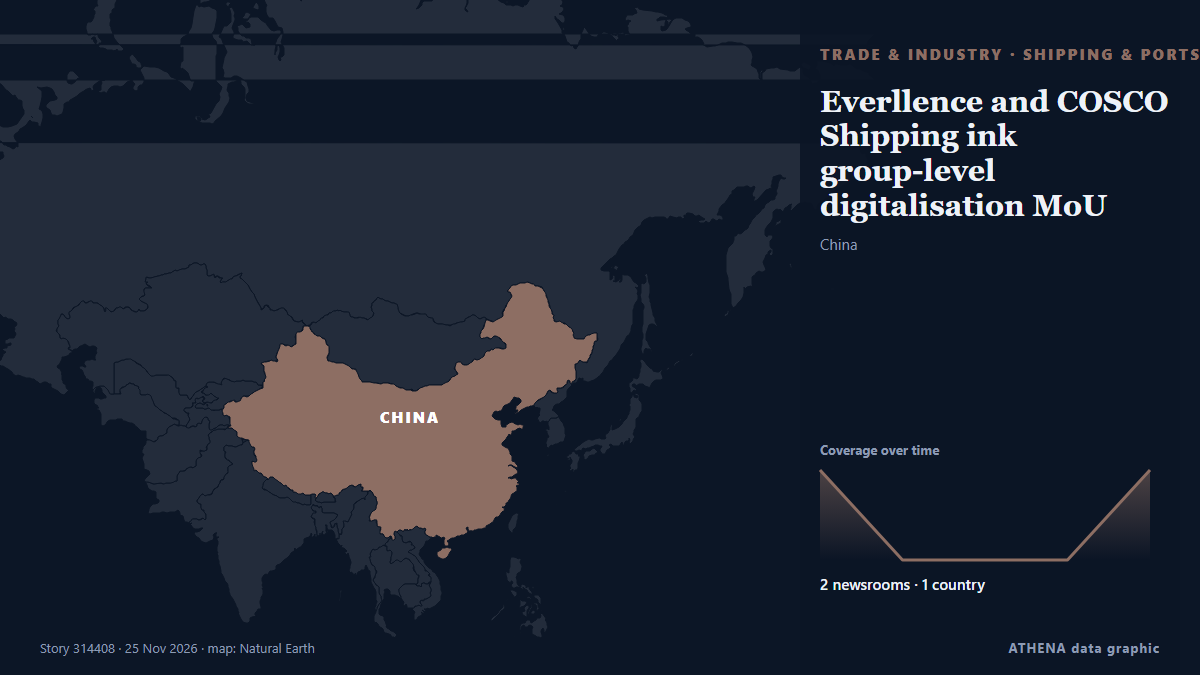 TRADE & INDUSTRY · SHIPPING & PORTS
Everllence and COSCO
Shipping ink
group-level
digitalisation MoU
China
CHINA
Coverage over time
2 newsrooms · 1 country
Story 314408 · 25 Nov 2026 · map: Natural Earth
ATHENA data graphic